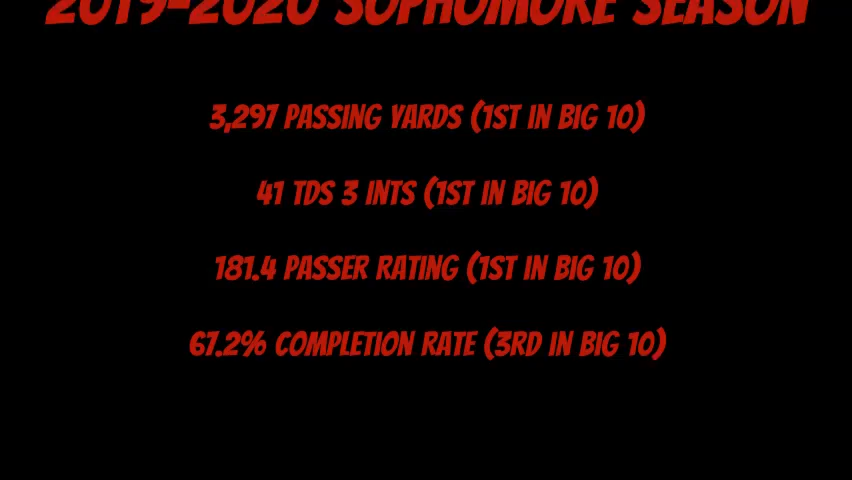 2019-2020 SOPHOMORE SEASON
3,297 PASSING YARDS (1ST IN BIG 10)
41 TDS 3 INTS (1ST IN BIG 10)
181.4 PASSER RATING (1ST IN BIG 10)
67.2% COMPLETION RATE (3RD IN BIG 10)